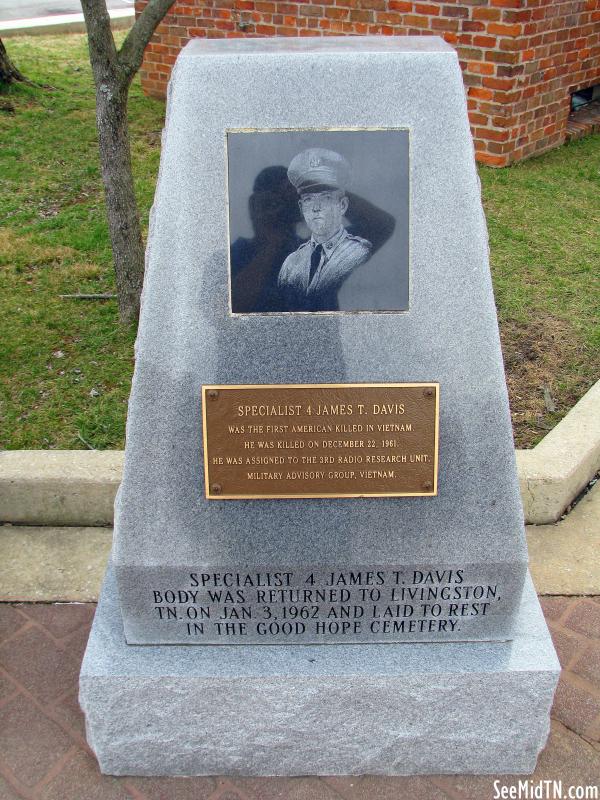 SPECIALIST 4 JAMES T. DAVIS
WAS THE FIRST AMERICAN KILLED IN VIETNAM.
HE WAS KILLED ON DECEMBER 22, 1961.
HE WAS ASSIGNED TO THE 3RD RADIO RESEARCH UNIT.
MILITARY ADVISORY GROUP, VIETNAM.
SPECIALIST 4 JAMES T. DAVIS
BODY WAS RETURNED TO LIVINGSTON,
TN. ON JAN. 3, 1962 AND LAID TO REST
IN THE GOOD HOPE CEMETERY.
SeeMidTN.com